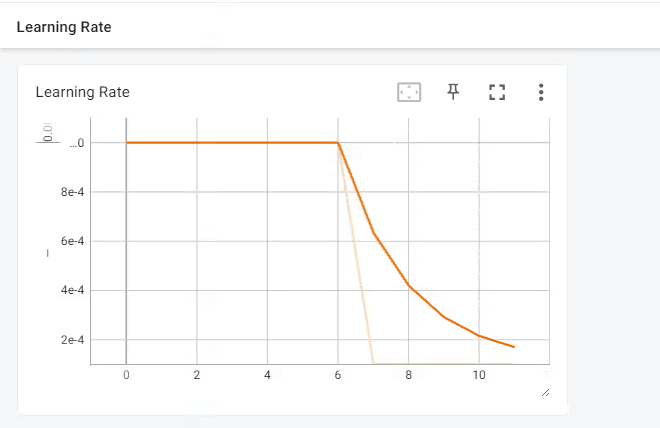 Learning Rate
Learning Rate
...0
8e-4
6e-4
4e-4
2e-4
0 2 4 6 8 10